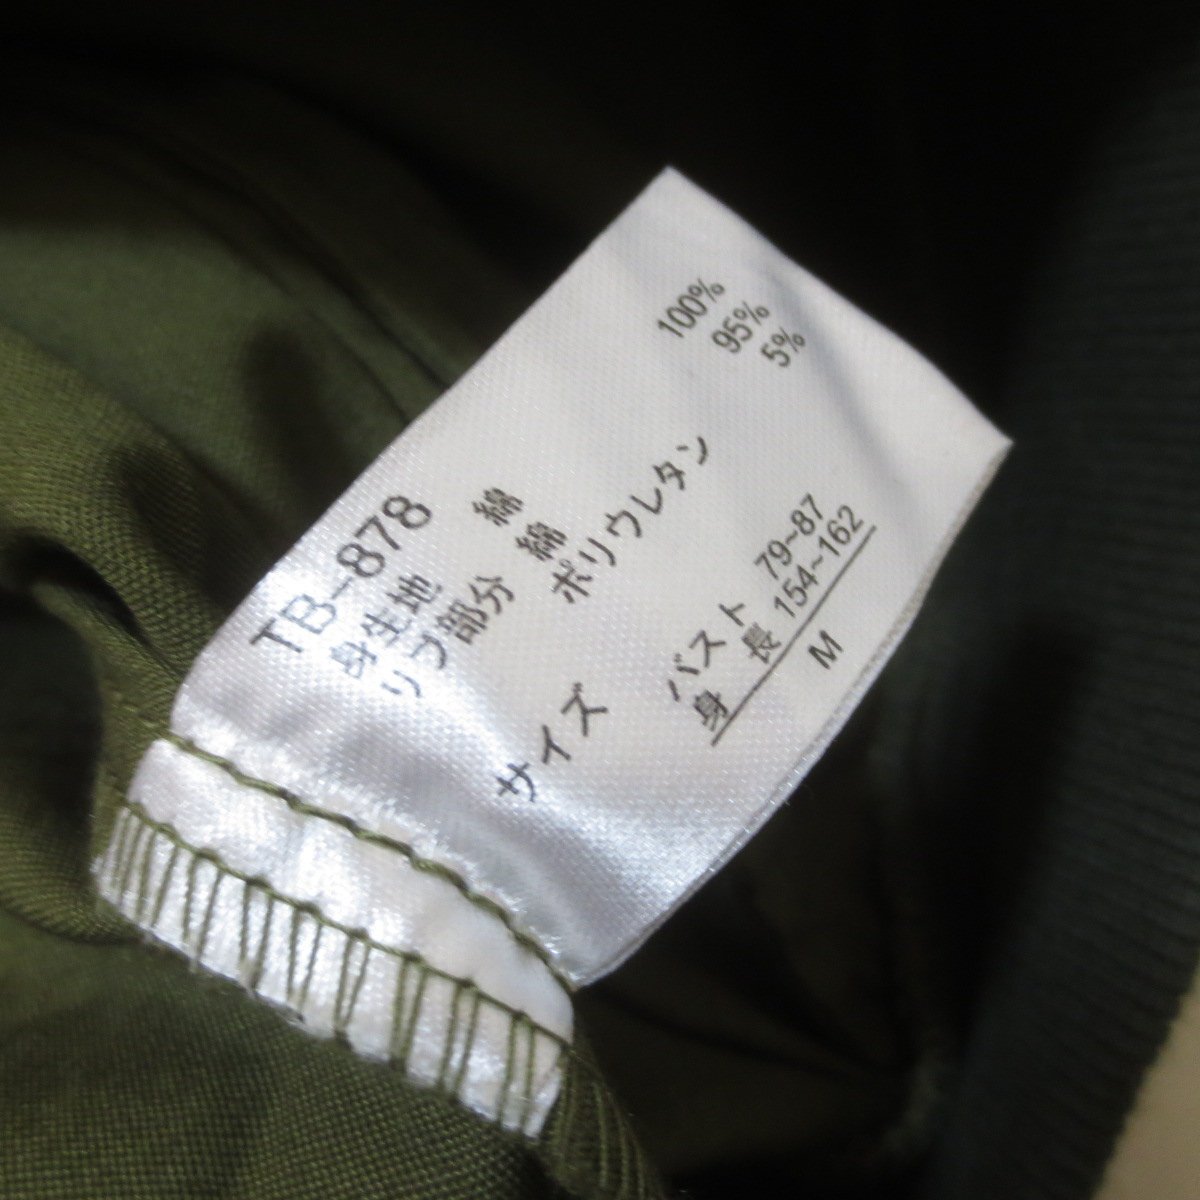 TB-878
身生地 綿 100%
リブ部分 綿 95%
ポリウレタン 5%
サイズ
バスト 79~87
身長 154~162
M